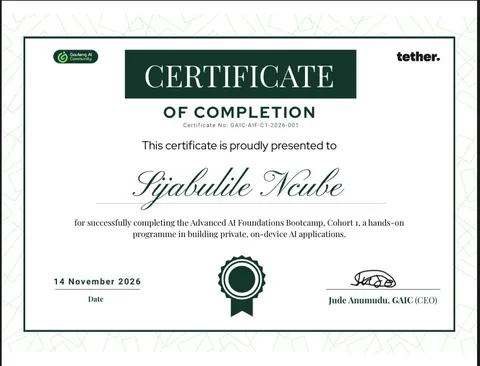 Gauteng AI
Community
tether.
CERTIFICATE
OF COMPLETION
Certificate No: GAIC-AIF-C1-2026-001
This certificate is proudly presented to
Sijabulile Ncube
for successfully completing the Advanced AI Foundations Bootcamp, Cohort 1, a hands-on
programme in building private, on-device AI applications.
14 November 2026
Date
Jude Anumudu, GAIC (CEO)